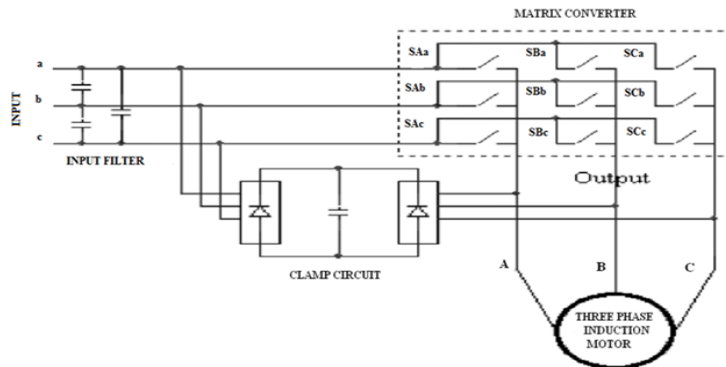 MATRIX CONVERTER
SAa
SBa
SCa
a
SAb
SBb
SCb
b
INPUT
SAc
SBc
SCc
c
INPUT FILTER
Output
CLAMP CIRCUIT
A
B
C
THREE PHASE
INDUCTION
MOTOR